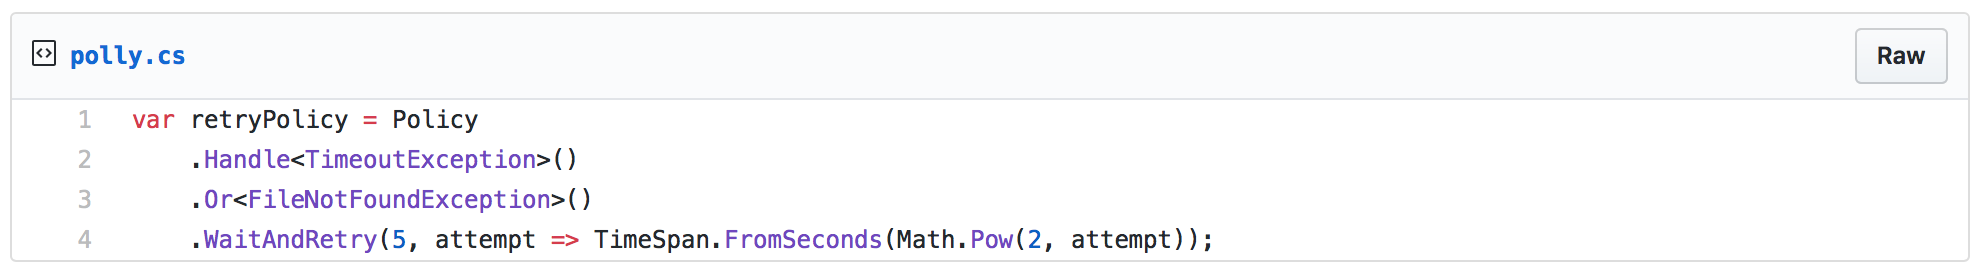 polly.cs
Raw
1 var retryPolicy = Policy
2 .Handle<TimeoutException>()
3 .Or<FileNotFoundException>()
4 .WaitAndRetry(5, attempt => TimeSpan.FromSeconds(Math.Pow(2, attempt));